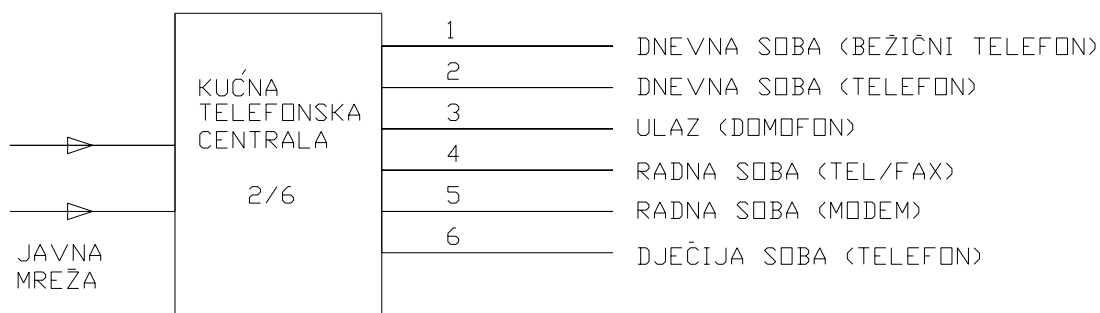 KUĆNA
TELEFONSKA
CENTRALA
2/6
JAVNA
MREŽA
1 DNEVNA SOBA (BEŽIČNI TELEFON)
2 DNEVNA SOBA (TELEFON)
3 ULAZ (DOMOFON)
4 RADNA SOBA (TEL/FAX)
5 RADNA SOBA (MODEM)
6 DJEČIJA SOBA (TELEFON)